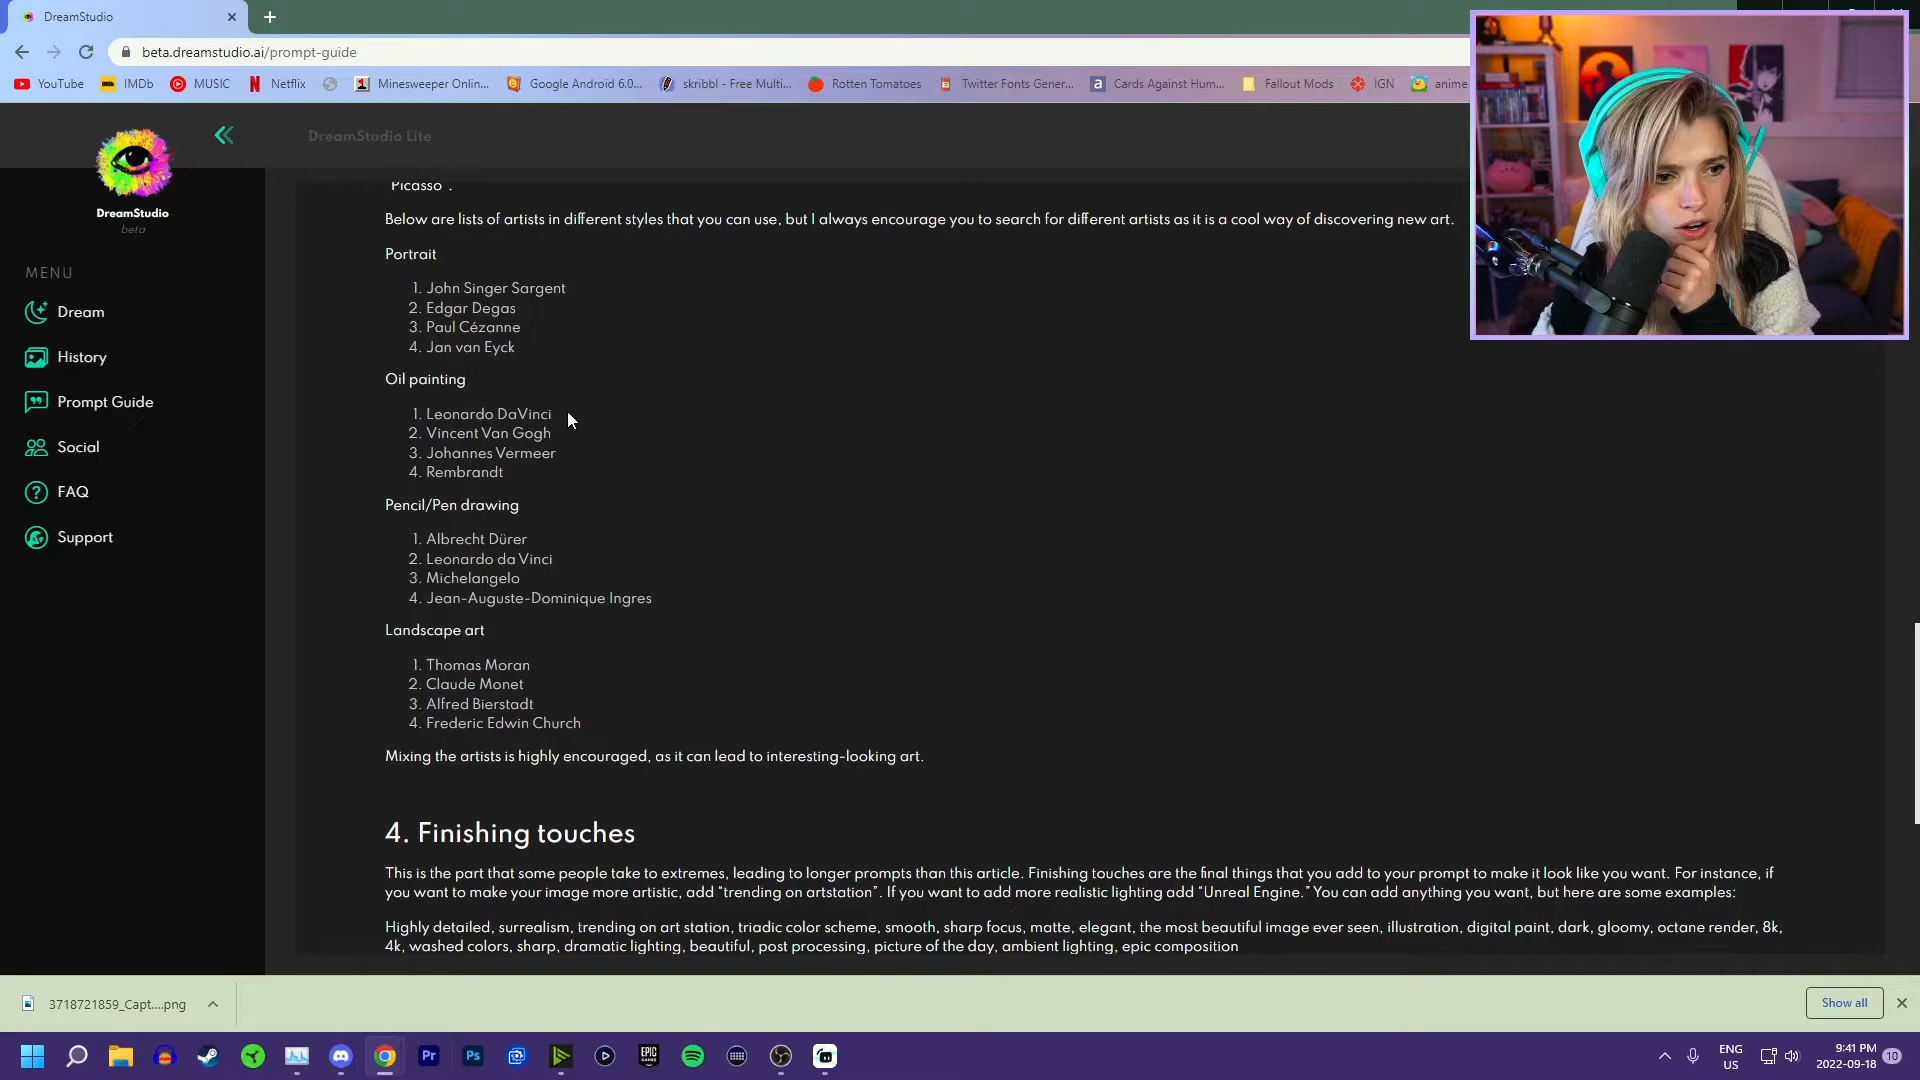 DreamStudio
beta.dreamstudio.ai/prompt-guide
YouTube
IMDb
MUSIC
Netflix
Minesweeper Onlin...
Google Android 6.0...
skribbl - Free Multi...
Rotten Tomatoes
Twitter Fonts Gener...
Cards Against Hum...
Fallout Mods
IGN
anime
DreamStudio Lite
DreamStudio
beta
MENU
Dream
History
Prompt Guide
Social
FAQ
Support
Picasso".
Below are lists of artists in different styles that you can use, but I always encourage you to search for different artists as it is a cool way of discovering new art.
Portrait
1. John Singer Sargent
2. Edgar Degas
3. Paul Cézanne
4. Jan van Eyck
Oil painting
1. Leonardo DaVinci
2. Vincent Van Gogh
3. Johannes Vermeer
4. Rembrandt
Pencil/Pen drawing
1. Albrecht Dürer
2. Leonardo da Vinci
3. Michelangelo
4. Jean-Auguste-Dominique Ingres
Landscape art
1. Thomas Moran
2. Claude Monet
3. Alfred Bierstadt
4. Frederic Edwin Church
Mixing the artists is highly encouraged, as it can lead to interesting-looking art.
4. Finishing touches
This is the part that some people take to extremes, leading to longer prompts than this article. Finishing touches are the final things that you add to your prompt to make it look like you want. For instance, if
you want to make your image more artistic, add “trending on artstation”. If you want to add more realistic lighting add “Unreal Engine.” You can add anything you want, but here are some examples:
Highly detailed, surrealism, trending on art station, triadic color scheme, smooth, sharp focus, matte, elegant, the most beautiful image ever seen, illustration, digital paint, dark, gloomy, octane render, 8k,
4k, washed colors, sharp, dramatic lighting, beautiful, post processing, picture of the day, ambient lighting, epic composition
3718721859_Capt....png
Show all
Pr
Ps
EPIC
GAMES
ENG
US
9:41 PM
2022-09-18
10